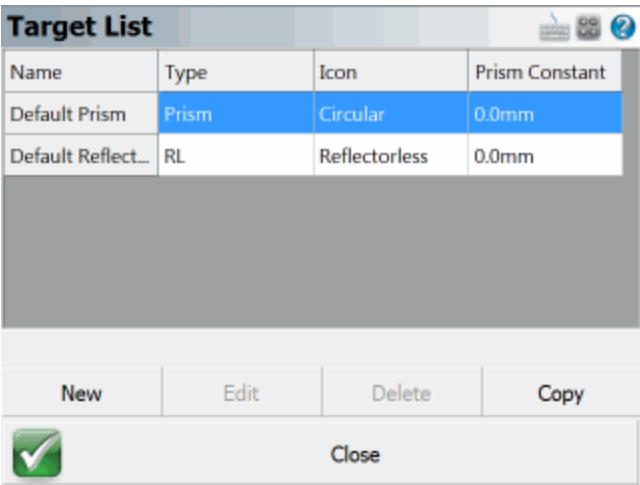 Target List
Name Type Icon Prism Constant
Default Prism Prism Circular 0.0mm
Default Reflect... RL Reflectorless 0.0mm
New Edit Delete Copy
Close